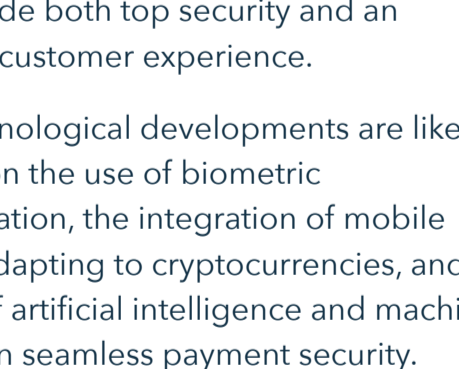 de both top security and an
customer experience.
nological developments are like
n the use of biometric
ation, the integration of mobile
dapting to cryptocurrencies, and
artificial intelligence and machi
n seamless payment security.